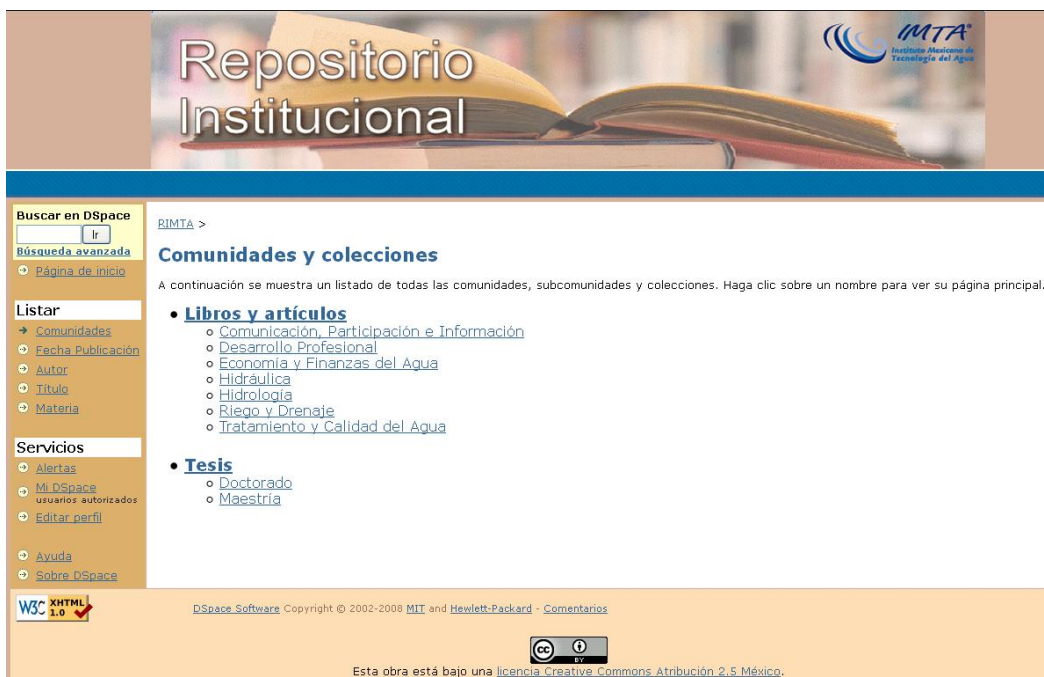 Repositorio
Institucional
IMTA
Instituto Mexicano de
Tecnología del Agua
Buscar en DSpace
Ir
Búsqueda avanzada
Página de inicio
Listar
Comunidades
Fecha Publicación
Autor
Título
Materia
Servicios
Alertas
Mi DSpace
usuarios autorizados
Editar perfil
Ayuda
Sobre DSpace
RIMTA >
Comunidades y colecciones
A continuación se muestra un listado de todas las comunidades, subcomunidades y colecciones. Haga clic sobre un nombre para ver su página principal.
Libros y artículos
Comunicación, Participación e Información
Desarrollo Profesional
Economía y Finanzas del Agua
Hidráulica
Hidrología
Riego y Drenaje
Tratamiento y Calidad del Agua
Tesis
Doctorado
Maestría
W3C XHTML 1.0
DSpace Software Copyright © 2002-2008 MIT and Hewlett-Packard - Comentarios
cc BY
Esta obra está bajo una licencia Creative Commons Atribución 2.5 México.